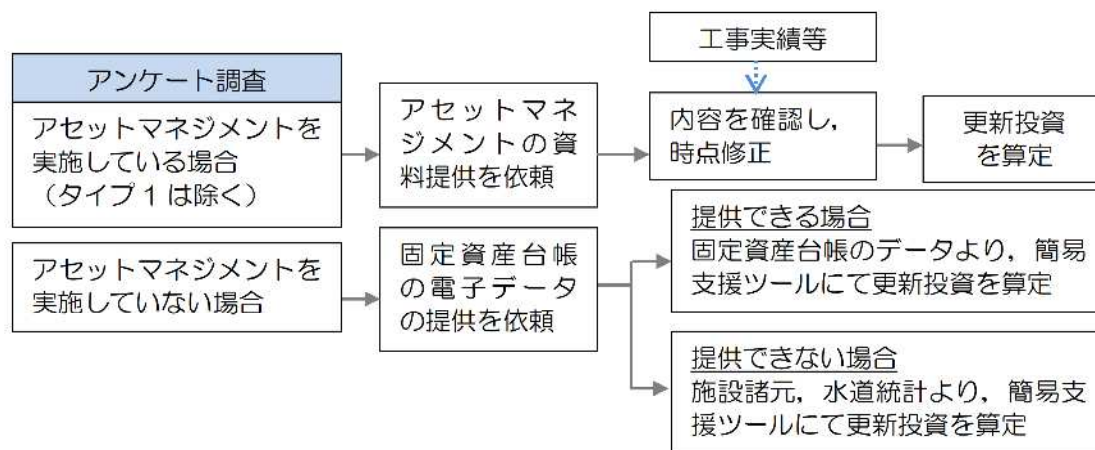 工事実績等
アンケート調査
アセットマネジメントを
実施している場合
（タイプ１は除く）
アセットマネ
ジメントの資
料提供を依頼
内容を確認し，
時点修正
更新投資
を算定
アセットマネジメントを
実施していない場合
固定資産台帳
の電子データ
の提供を依頼
提供できる場合
固定資産台帳のデータより，簡易
支援ツールにて更新投資を算定
提供できない場合
施設諸元，水道統計より，簡易支
援ツールにて更新投資を算定